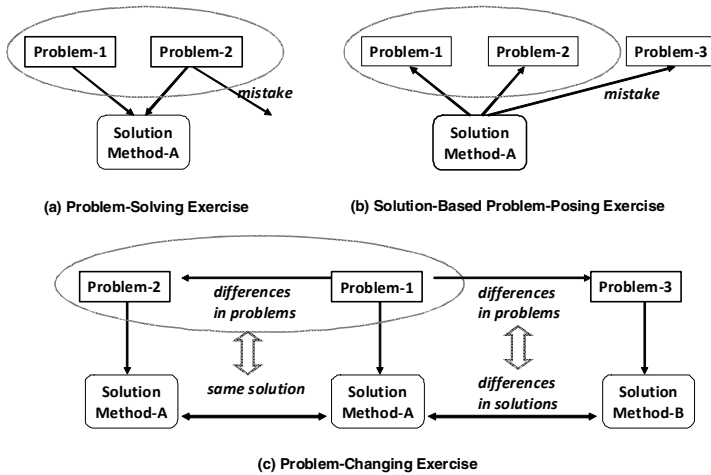 Problem-1
Problem-2
mistake
Solution
Method-A
(a) Problem-Solving Exercise
Problem-1
Problem-2
Problem-3
mistake
Solution
Method-A
(b) Solution-Based Problem-Posing Exercise
Problem-2
differences
in problems
Problem-1
differences
in problems
Problem-3
Solution
Method-A
same solution
Solution
Method-A
differences
in solutions
Solution
Method-B
(c) Problem-Changing Exercise